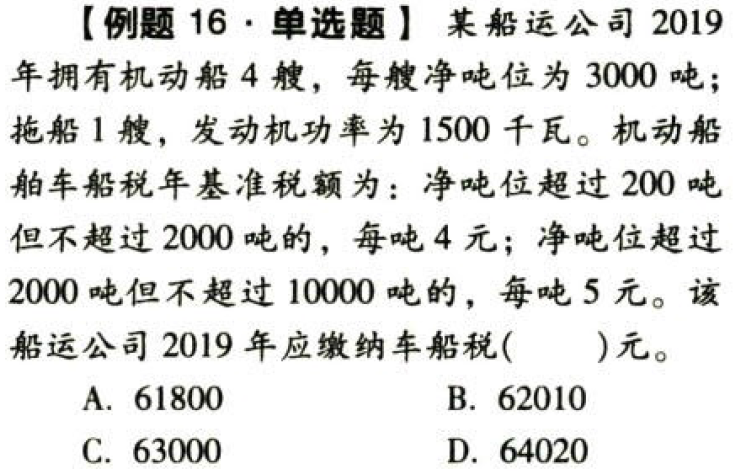 【例题 16·单选题】 某船运公司 2019
年拥有机动船 4 艘，每艘净吨位为 3000 吨；
拖船 1 艘，发动机功率为 1500 千瓦。机动船
舶车船税年基准税额为：净吨位超过 200 吨
但不超过 2000 吨的，每吨 4 元；净吨位超过
2000 吨但不超过 10000 吨的，每吨 5 元。该
船运公司 2019 年应缴纳车船税(　　)元。
A. 61800　　B. 62010
C. 63000　　D. 64020